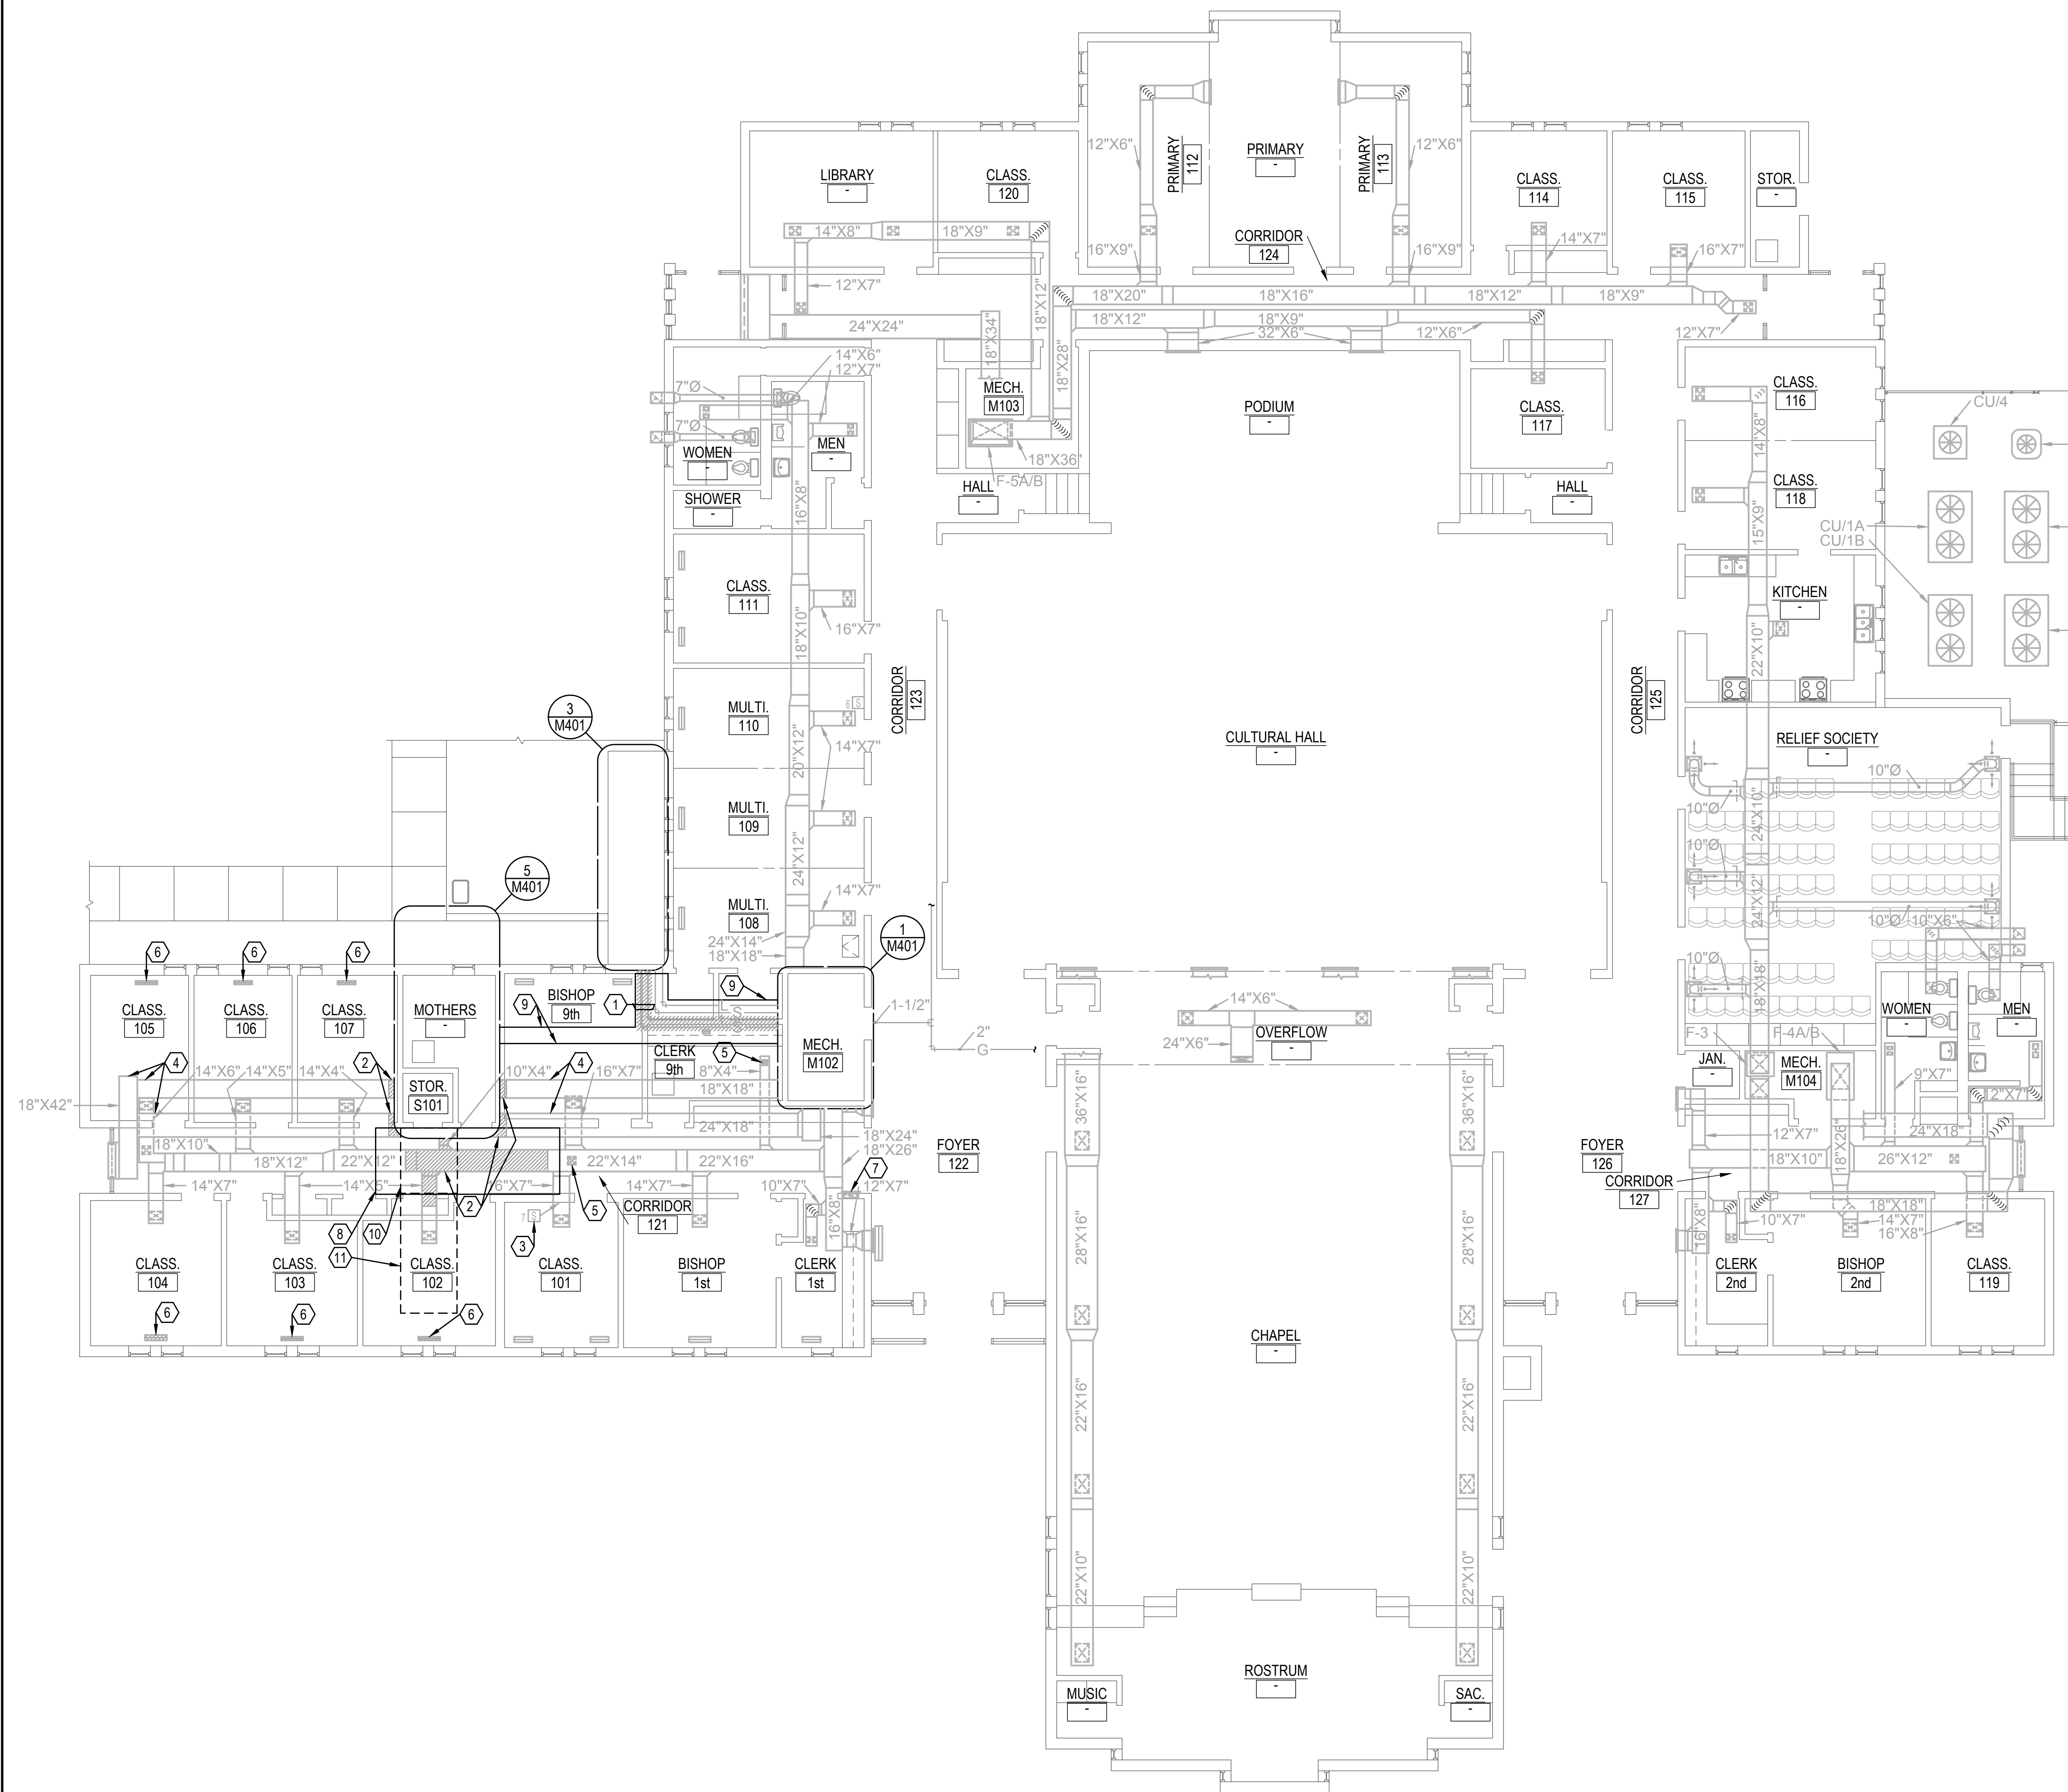 LIBRARY
-
CLASS.
120
PRIMARY
112
PRIMARY
-
PRIMARY
113
CLASS.
114
CLASS.
115
STOR.
-
12"X6"
12"X6"
14"X8"
18"X9"
16"X9"
CORRIDOR
124
16"X9"
14"X7"
16"X7"
12"X7"
18"X12"
18"X20"
18"X16"
18"X12"
18"X9"
24"X24"
18"X34"
18"X12"
18"X9"
32"X6"
12"X6"
12"X7"
18"X28"
14"X6"
12"X7"
7"Ø
7"Ø
WOMEN
-
MEN
-
MECH.
M103
18"X36"
F-5A/B
PODIUM
-
CLASS.
117
CLASS.
116
14"X8"
CU/4
SHOWER
-
16"X8"
HALL
-
HALL
-
CLASS.
118
15"X9"
CU/1A
CU/1B
CLASS.
111
16"X7"
18"X10"
KITCHEN
-
22"X10"
CORRIDOR
123
CORRIDOR
125
3
M401
MULTI.
110
6 S
14"X7"
20"X12"
CULTURAL HALL
-
RELIEF SOCIETY
-
10"Ø
10"Ø
24"X10"
MULTI.
109
24"X12"
10"Ø
24"X12"
5
M401
MULTI.
108
14"X7"
24"X14"
18"X18"
1
M401
10"Ø
10"X6"
10"Ø
18"X18"
6
6
6
CLASS.
105
CLASS.
106
CLASS.
107
MOTHERS
-
9
BISHOP
9th
1
9
L
S
1-1/2"
2"
G
14"X6"
24"X6"
OVERFLOW
-
WOMEN
-
MEN
-
F-3
F-4A/B
CLERK
9th
5
MECH.
M102
JAN.
-
MECH.
M104
4
2
4
18"X42"
14"X6"
14"X5"
14"X4"
STOR.
S101
10"X4"
16"X7"
8"X4"
18"X18"
24"X18"
36"X16"
36"X16"
9"X7"
12"X7"
12"X7"
24"X18"
18"X10"
18"X12"
22"X12"
22"X14"
22"X16"
18"X24"
18"X26"
FOYER
122
FOYER
126
18"X10"
18"X26"
26"X12"
7
12"X7"
14"X7"
14"X7"
10"X7"
2
5
CORRIDOR
121
CORRIDOR
127
18"X18"
14"X7"
16"X8"
10"X7"
16"X8"
16"X8"
8
10
11
7 S
3
28"X16"
28"X16"
CLASS.
104
CLASS.
103
CLASS.
102
CLASS.
101
BISHOP
1st
CLERK
1st
CLERK
2nd
BISHOP
2nd
CLASS.
119
6
6
6
CHAPEL
-
22"X16"
22"X16"
22"X10"
22"X10"
ROSTRUM
-
MUSIC
-
SAC.
-